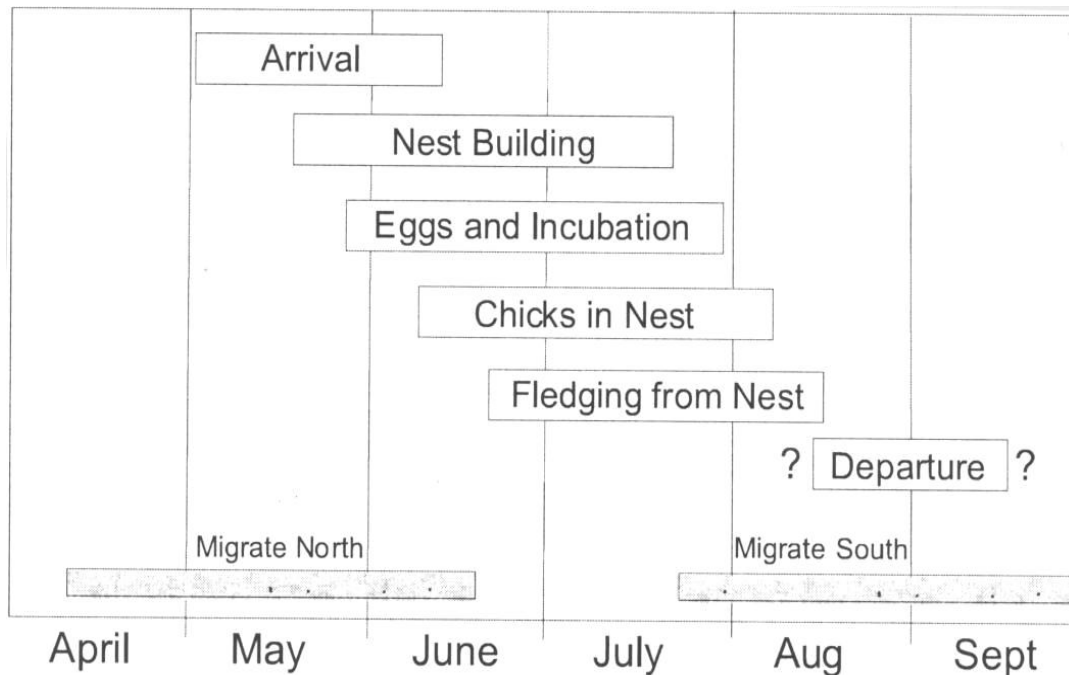 Arrival
Nest Building
Eggs and Incubation
Chicks in Nest
Fledging from Nest
? Departure ?
Migrate North Migrate South
April May June July Aug Sept